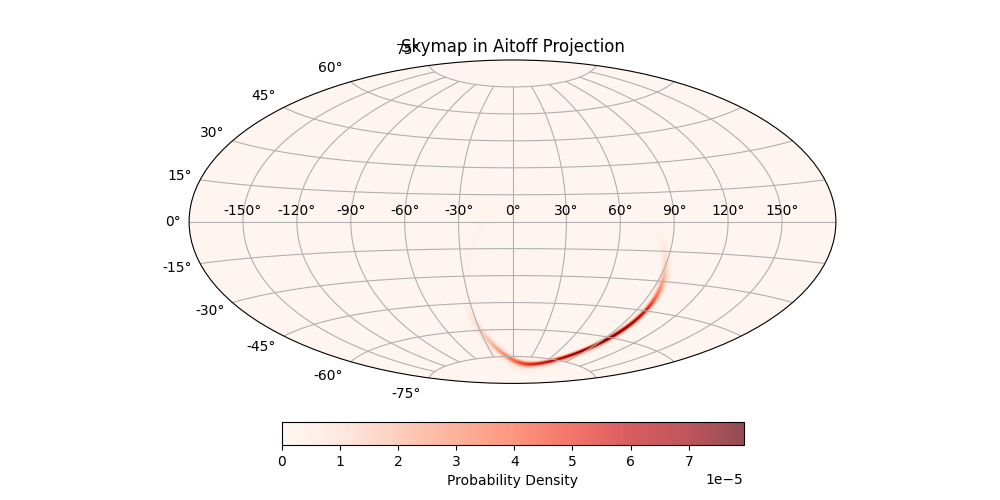 Skymap in Aitoff Projection
75°
60°
45°
30°
15°
-150° -120° -90° -60° -30° 0° 30° 60° 90° 120° 150°
0°
-15°
-30°
-45°
-60°
-75°
0 1 2 3 4 5 6 7
1e−5
Probability Density